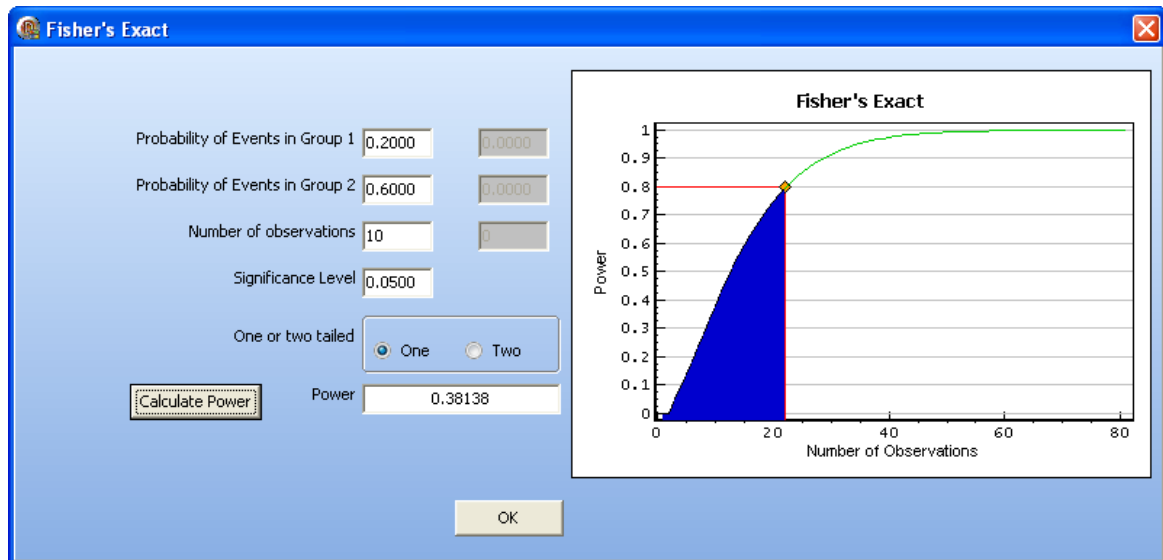 Fisher's Exact
Probability of Events in Group 1 0.2000 0.0000
Probability of Events in Group 2 0.6000 0.0000
Number of observations 10 0
Significance Level 0.0500
One or two tailed One Two
Calculate Power Power 0.38138
OK
Fisher's Exact
1
0.9
0.8
0.7
0.6
0.5
0.4
0.3
0.2
0.1
0
Power
0 20 40 60 80
Number of Observations